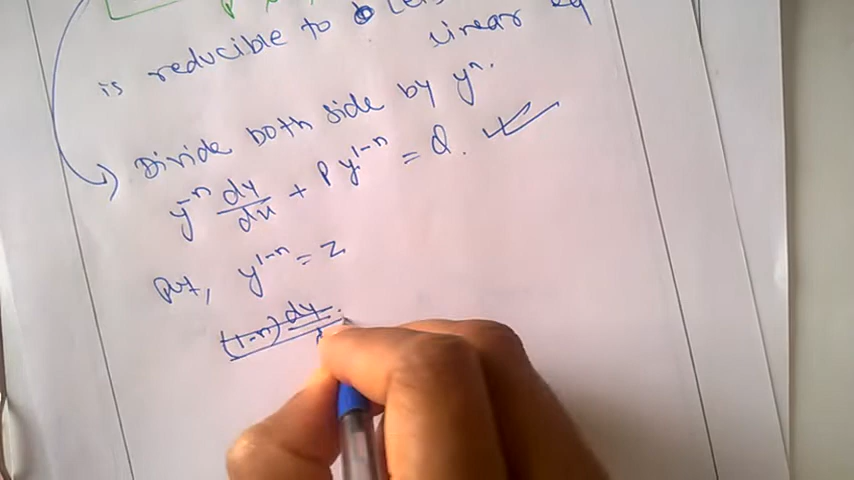 is reducible to
linear eq
Divide both side by yⁿ.
y⁻ⁿ dy/dx + P y¹⁻ⁿ = Q.
Put, y¹⁻ⁿ = z
(1-n) dy